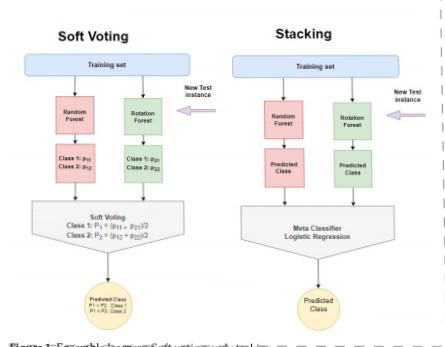 Soft Voting
Training set
New Test
instance
Random
Forest
Rotation
Forest
Class 1: p11
Class 2: p12
Class 1: p21
Class 2: p22
Soft Voting
Class 1: P1 = (p11 + p21)/2
Class 2: P2 = (p12 + p22)/2
Predicted Class
P1 > P2 : Class 1
P1 < P2: Class 2
Stacking
Training set
New Test
instance
Random
Forest
Rotation
Forest
Predicted
Class
Predicted
Class
Meta Classifier
Logistic Regression
Predicted
Class